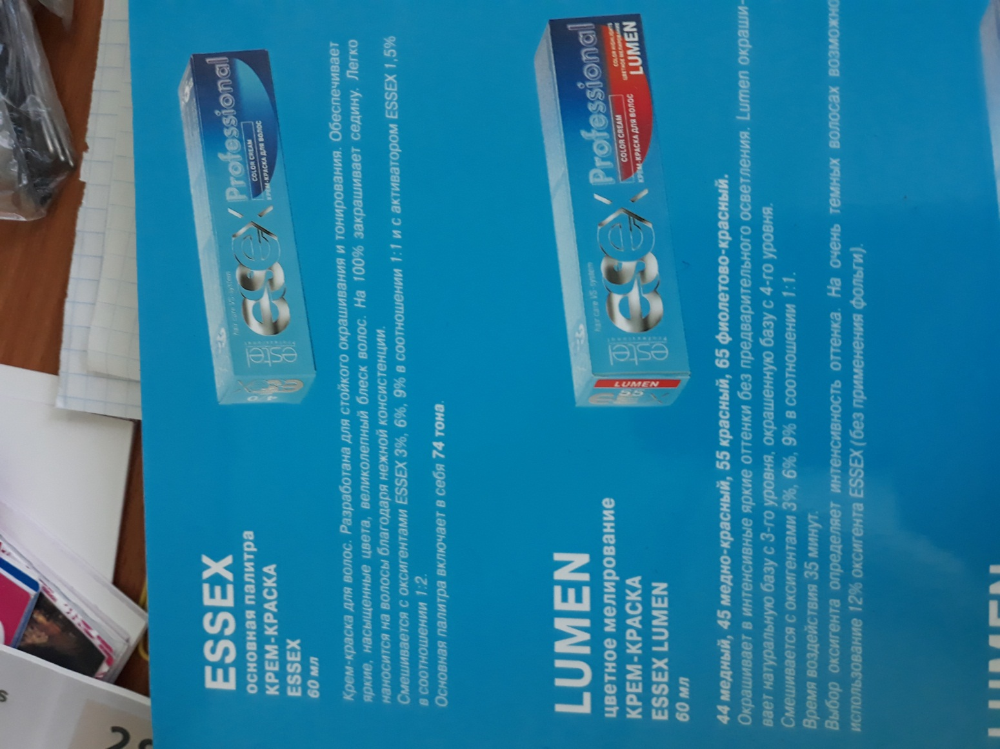 ESSEX
основная палитра
КРЕМ-КРАСКА
ESSEX
60 мл
hair care VS-system
estel
Professional
essex Professional
COLOR CREAM
КРЕМ-КРАСКА ДЛЯ ВОЛОС
Крем-краска для волос. Разработана для стойкого окрашивания и тонирования. Обеспечивает
яркие, насыщенные цвета, великолепный блеск волос. На 100% закрашивает седину. Легко
наносится на волосы благодаря нежной консистенции.
Смешивается с оксигентами ESSEX 3%, 6%, 9% в соотношении 1:1 и с активатором ESSEX 1,5%
в соотношении 1:2.
Основная палитра включает в себя 74 тона.
LUMEN
цветное мелирование
КРЕМ-КРАСКА
ESSEX LUMEN
60 мл
LUMEN
55
hair care VS-system
estel
Professional
essex Professional
COLOR CREAM
КРЕМ-КРАСКА ДЛЯ ВОЛОС
COLOR HIGHLIGHTS
ЦВЕТНОЕ МЕЛИРОВАНИЕ
LUMEN
44 медный, 45 медно-красный, 55 красный, 65 фиолетово-красный.
Окрашивает в интенсивные яркие оттенки без предварительного осветления. Lumen окраши-
вает натуральную базу с 3-го уровня, окрашенную базу с 4-го уровня.
Смешивается с оксигентами 3%, 6%, 9% в соотношении 1:1.
Время воздействия 35 минут.
Выбор оксигента определяет интенсивность оттенка. На очень темных волосах возможно
использование 12% оксигента ESSEX (без применения фольги).